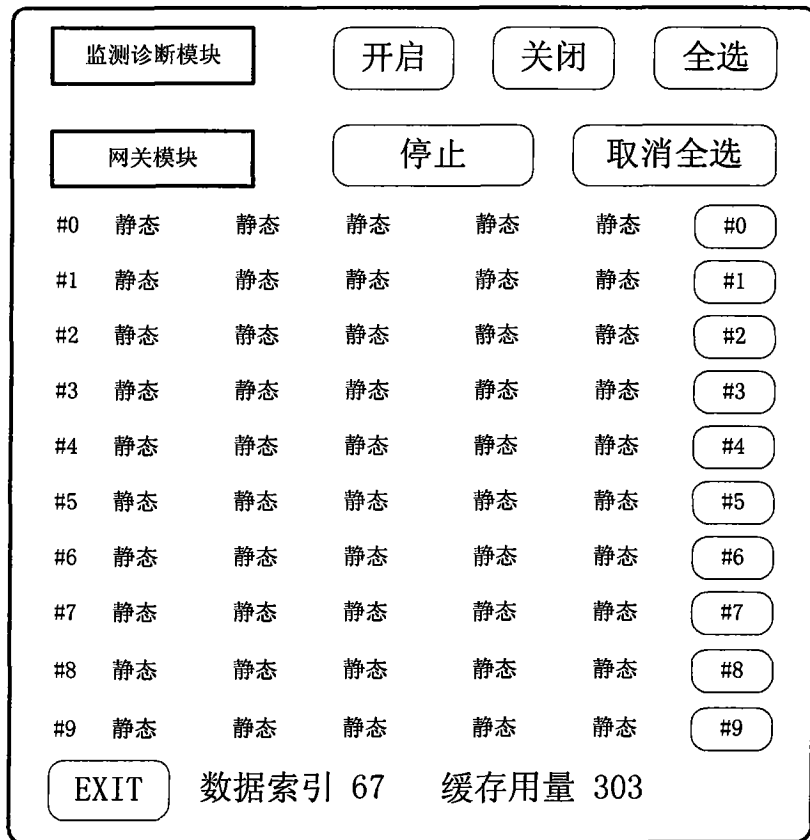 监测诊断模块 开启 关闭 全选
网关模块 停止 取消全选
#0 静态 静态 静态 静态 静态 #0
#1 静态 静态 静态 静态 静态 #1
#2 静态 静态 静态 静态 静态 #2
#3 静态 静态 静态 静态 静态 #3
#4 静态 静态 静态 静态 静态 #4
#5 静态 静态 静态 静态 静态 #5
#6 静态 静态 静态 静态 静态 #6
#7 静态 静态 静态 静态 静态 #7
#8 静态 静态 静态 静态 静态 #8
#9 静态 静态 静态 静态 静态 #9
EXIT 数据索引 67 缓存用量 303